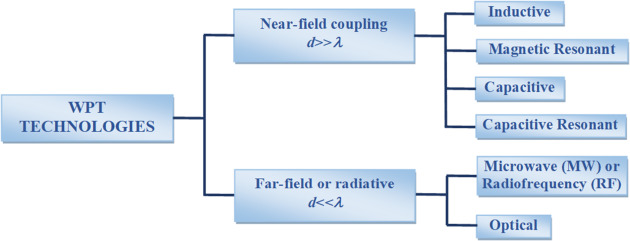 WPT
TECHNOLOGIES
Near-field coupling
d>>λ
Inductive
Magnetic Resonant
Capacitive
Capacitive Resonant
Far-field or radiative
d<<λ
Microwave (MW) or
Radiofrequency (RF)
Optical